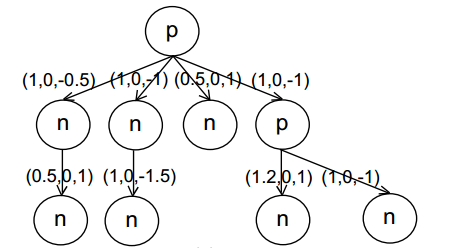 p
(1,0,-0.5) (1,0,-1) (0.5,0,1) (1,0,-1)
n n n p
(0.5,0,1) (1,0,-1.5) (1.2,0,1) (1,0,-1)
n n n n